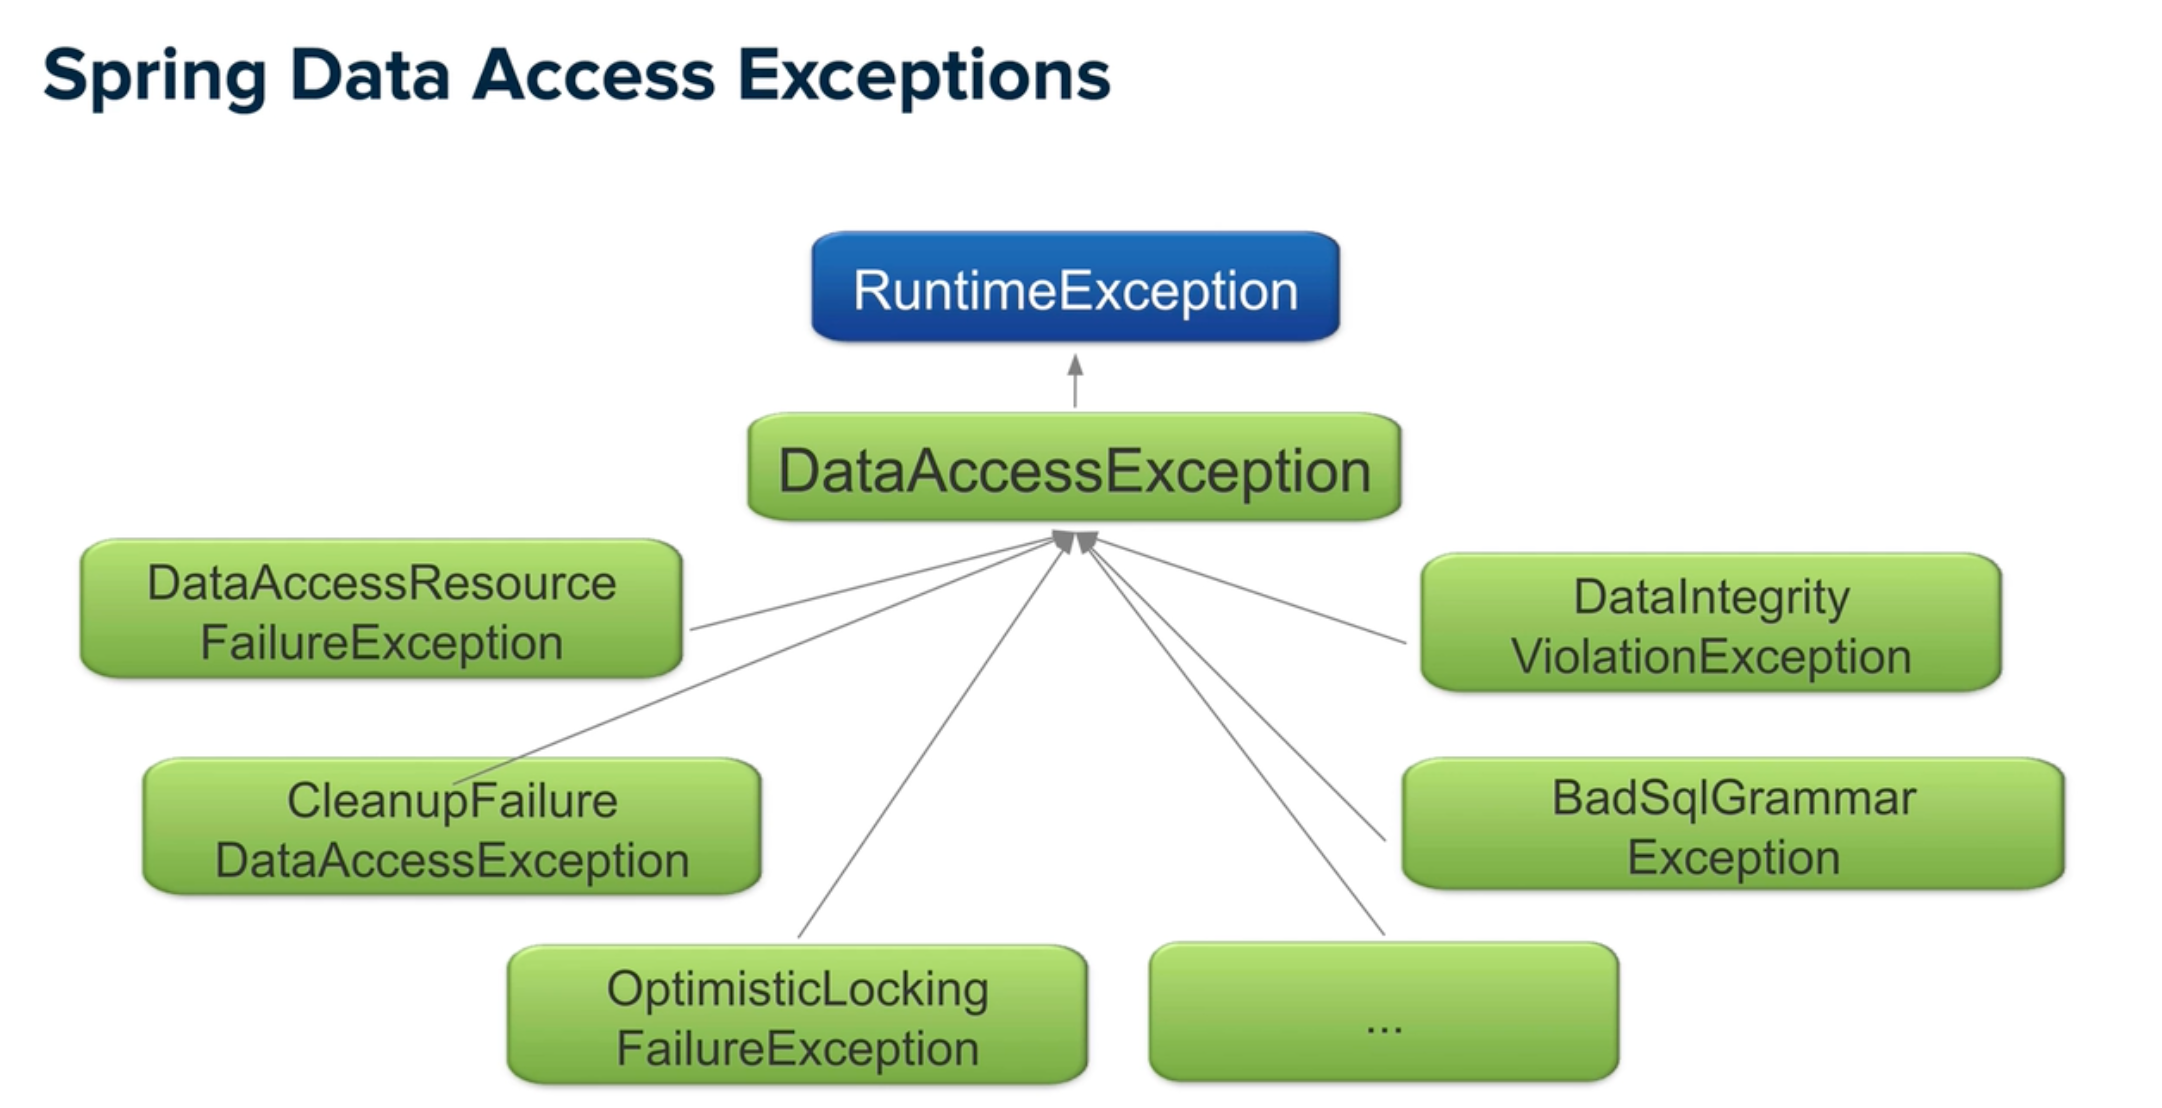 Spring Data Access Exceptions
RuntimeException
DataAccessException
DataAccessResource
FailureException
DataIntegrity
ViolationException
CleanupFailure
DataAccessException
BadSqlGrammar
Exception
OptimisticLocking
FailureException
...